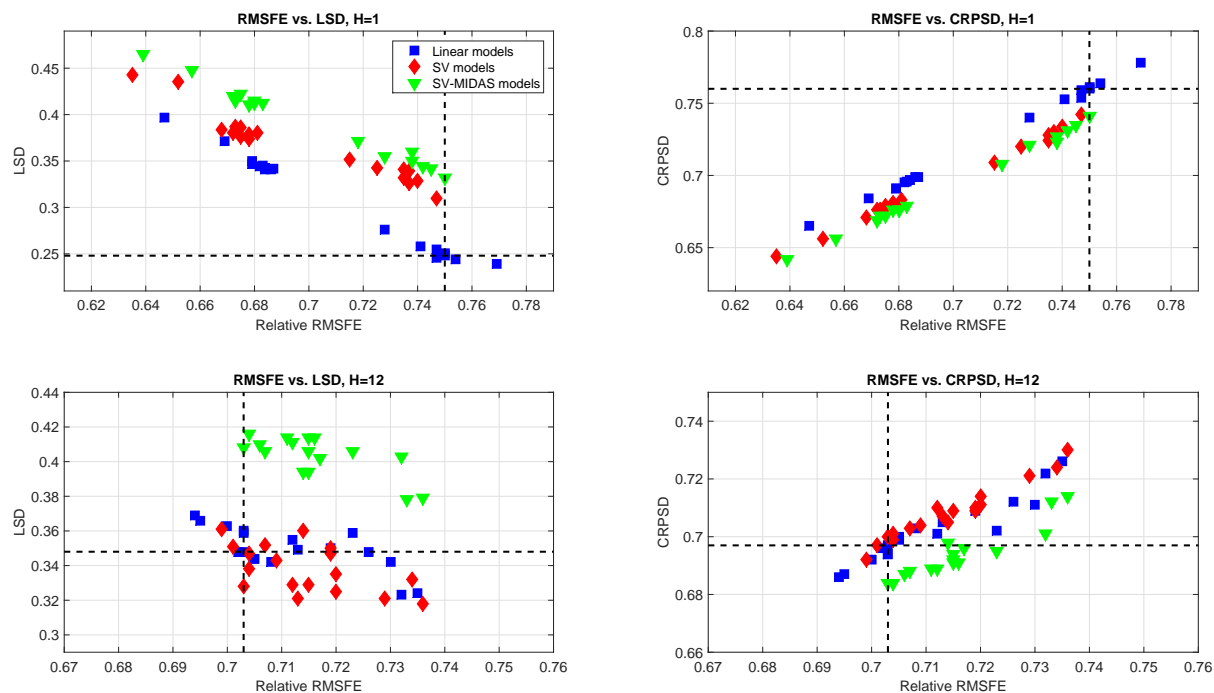 RMSFE vs. LSD, H=1
0.45
0.4
0.35
0.3
0.25
LSD
0.62 0.64 0.66 0.68 0.7 0.72 0.74 0.76 0.78
Relative RMSFE
Linear models
SV models
SV-MIDAS models
RMSFE vs. CRPSD, H=1
0.8
0.75
0.7
0.65
CRPSD
0.62 0.64 0.66 0.68 0.7 0.72 0.74 0.76 0.78
Relative RMSFE
RMSFE vs. LSD, H=12
0.44
0.42
0.4
0.38
0.36
0.34
0.32
0.3
LSD
0.67 0.68 0.69 0.7 0.71 0.72 0.73 0.74 0.75 0.76
Relative RMSFE
RMSFE vs. CRPSD, H=12
0.74
0.72
0.7
0.68
0.66
CRPSD
0.67 0.68 0.69 0.7 0.71 0.72 0.73 0.74 0.75 0.76
Relative RMSFE